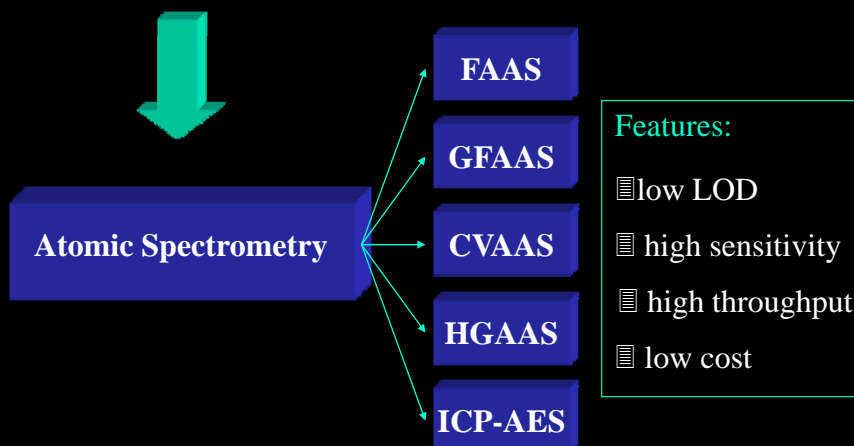 Atomic Spectrometry
FAAS
GFAAS
CVAAS
HGAAS
ICP-AES
Features:
low LOD
high sensitivity
high throughput
low cost